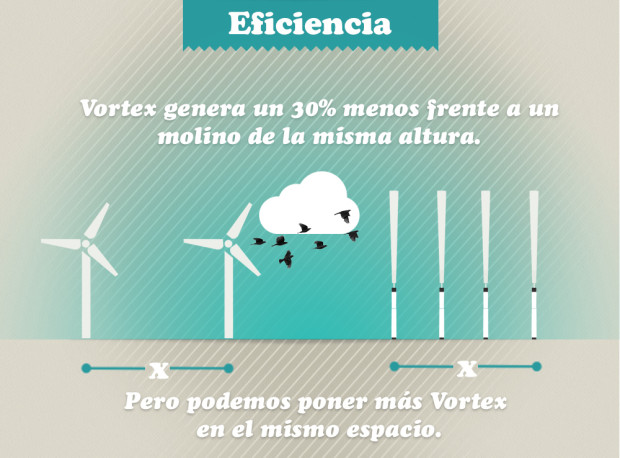 Eficiencia
Vortex genera un 30% menos frente a un
molino de la misma altura.
X
X
Pero podemos poner más Vortex
en el mismo espacio.